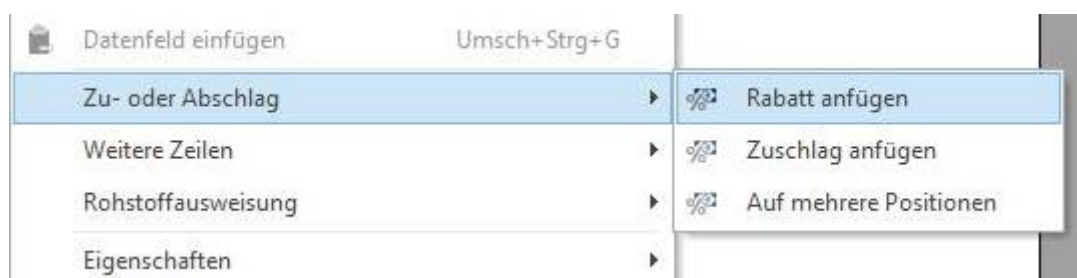 Datenfeld einfügen Umsch+Strg+G
Zu- oder Abschlag Rabatt anfügen
Weitere Zeilen Zuschlag anfügen
Rohstoffausweisung Auf mehrere Positionen
Eigenschaften